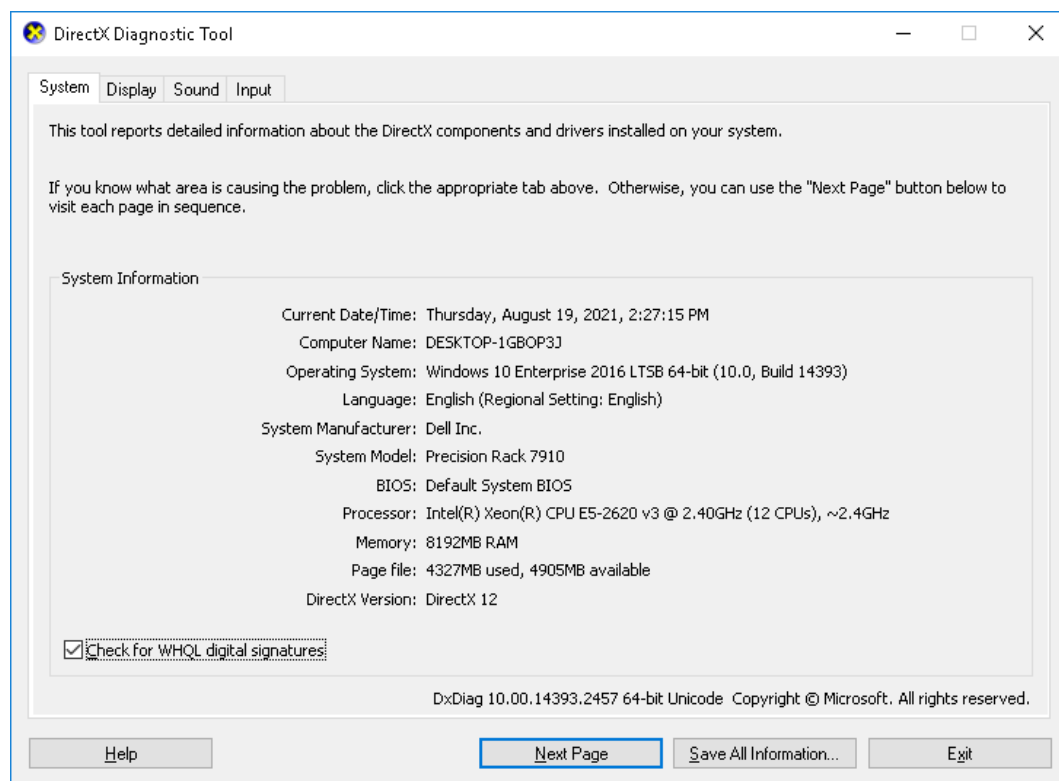 DirectX Diagnostic Tool
System Display Sound Input
This tool reports detailed information about the DirectX components and drivers installed on your system.
If you know what area is causing the problem, click the appropriate tab above.  Otherwise, you can use the "Next Page" button below to
visit each page in sequence.
System Information
Current Date/Time: Thursday, August 19, 2021, 2:27:15 PM
Computer Name: DESKTOP-1GBOP3J
Operating System: Windows 10 Enterprise 2016 LTSB 64-bit (10.0, Build 14393)
Language: English (Regional Setting: English)
System Manufacturer: Dell Inc.
System Model: Precision Rack 7910
BIOS: Default System BIOS
Processor: Intel(R) Xeon(R) CPU E5-2620 v3 @ 2.40GHz (12 CPUs), ~2.4GHz
Memory: 8192MB RAM
Page file: 4327MB used, 4905MB available
DirectX Version: DirectX 12
Check for WHQL digital signatures
DxDiag 10.00.14393.2457 64-bit Unicode  Copyright © Microsoft. All rights reserved.
Help Next Page Save All Information... Exit